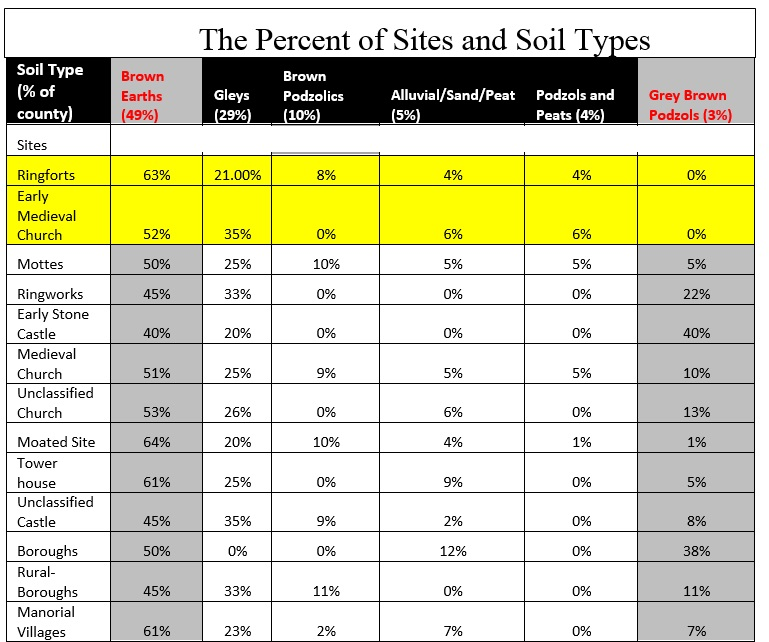 The Percent of Sites and Soil Types
Soil Type (% of county) Brown Earths (49%) Gleys (29%) Brown Podzolics (10%) Alluvial/Sand/Peat (5%) Podzols and Peats (4%) Grey Brown Podzols (3%)
Sites
Ringforts 63% 21.00% 8% 4% 4% 0%
Early Medieval Church 52% 35% 0% 6% 6% 0%
Mottes 50% 25% 10% 5% 5% 5%
Ringworks 45% 33% 0% 0% 0% 22%
Early Stone Castle 40% 20% 0% 0% 0% 40%
Medieval Church 51% 25% 9% 5% 5% 10%
Unclassified Church 53% 26% 0% 6% 0% 13%
Moated Site 64% 20% 10% 4% 1% 1%
Tower house 61% 25% 0% 9% 0% 5%
Unclassified Castle 45% 35% 9% 2% 0% 8%
Boroughs 50% 0% 0% 12% 0% 38%
Rural-Boroughs 45% 33% 11% 0% 0% 11%
Manorial Villages 61% 23% 2% 7% 0% 7%